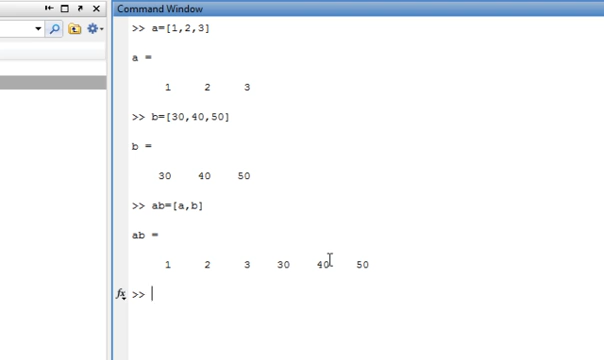 Command Window
>> a=[1,2,3]
a =
1 2 3
>> b=[30,40,50]
b =
30 40 50
>> ab=[a,b]
ab =
1 2 3 30 40 50
fx >>